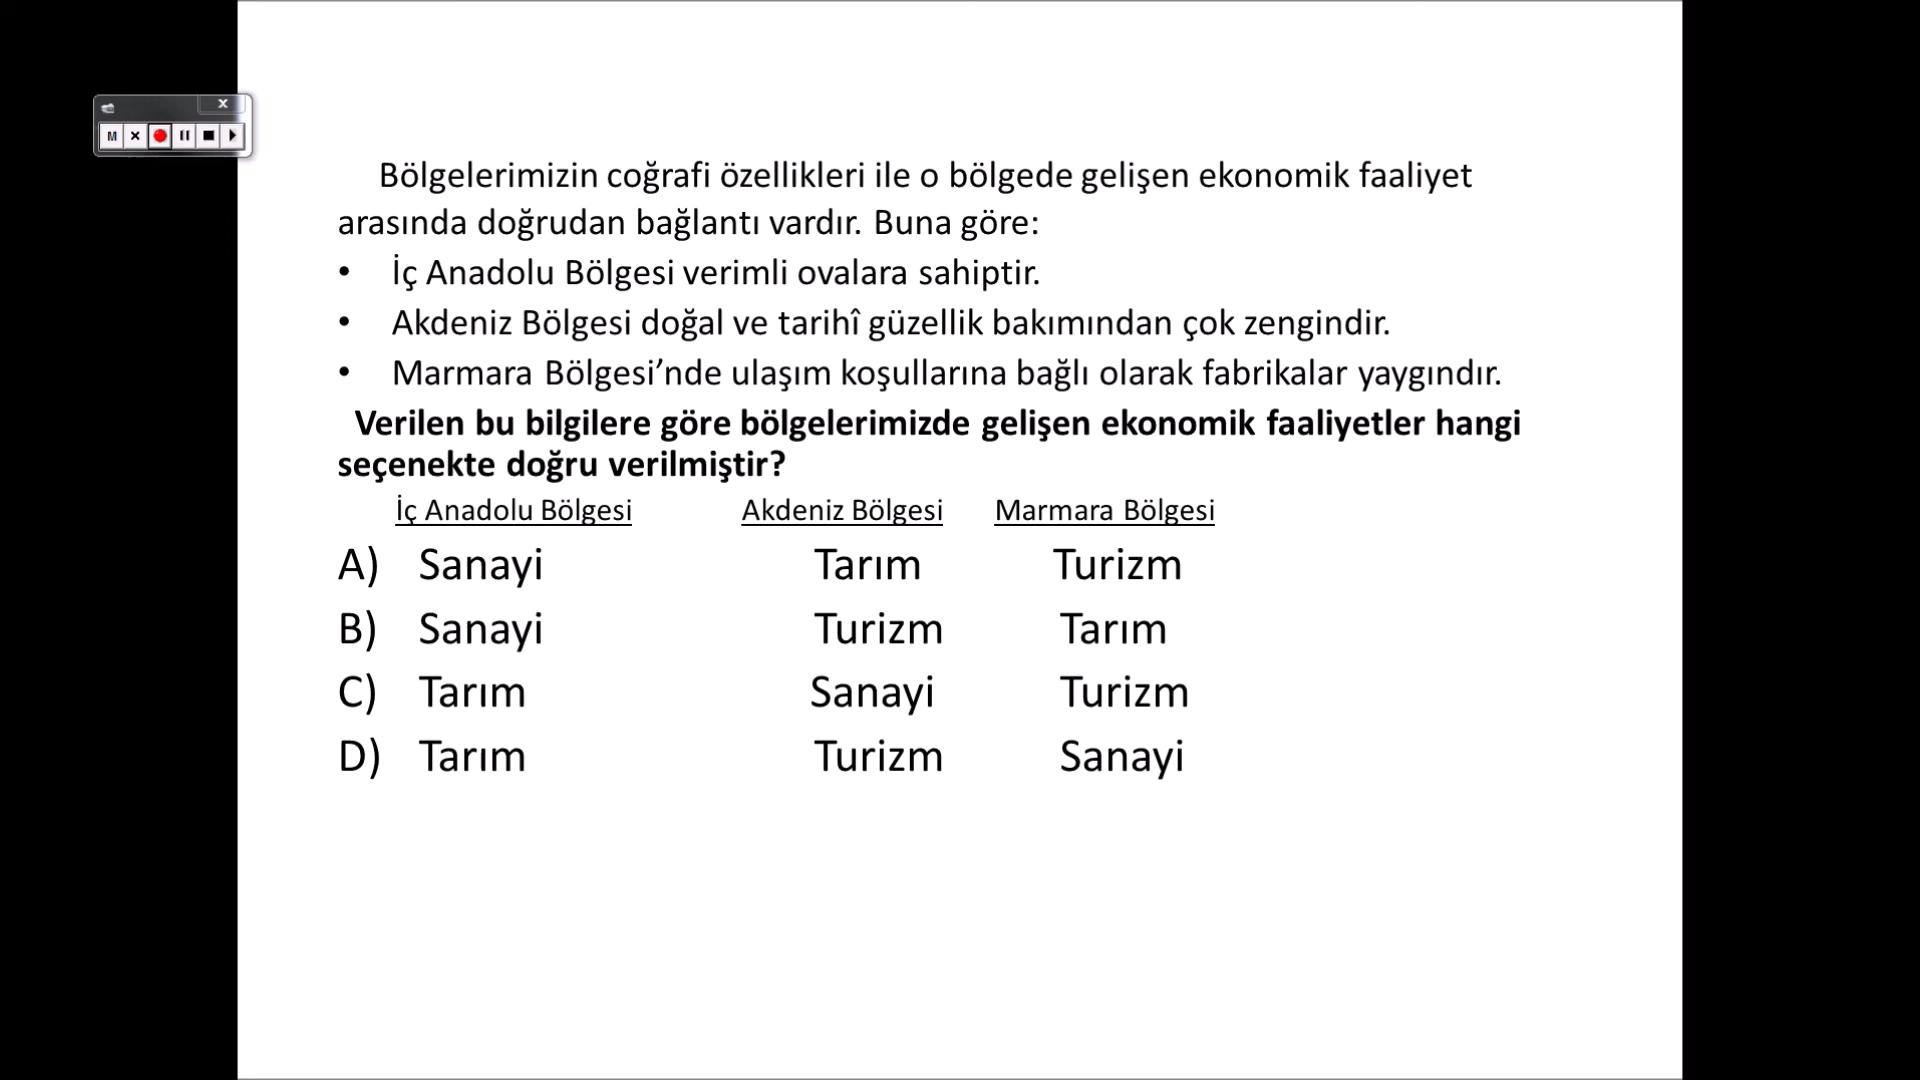 x
M × 
Bölgelerimizin coğrafi özellikleri ile o bölgede gelişen ekonomik faaliyet
arasında doğrudan bağlantı vardır. Buna göre:
• İç Anadolu Bölgesi verimli ovalara sahiptir.
• Akdeniz Bölgesi doğal ve tarihî güzellik bakımından çok zengindir.
• Marmara Bölgesi’nde ulaşım koşullarına bağlı olarak fabrikalar yaygındır.
Verilen bu bilgilere göre bölgelerimizde gelişen ekonomik faaliyetler hangi
seçenekte doğru verilmiştir?
İç Anadolu Bölgesi Akdeniz Bölgesi Marmara Bölgesi
A) Sanayi Tarım Turizm
B) Sanayi Turizm Tarım
C) Tarım Sanayi Turizm
D) Tarım Turizm Sanayi